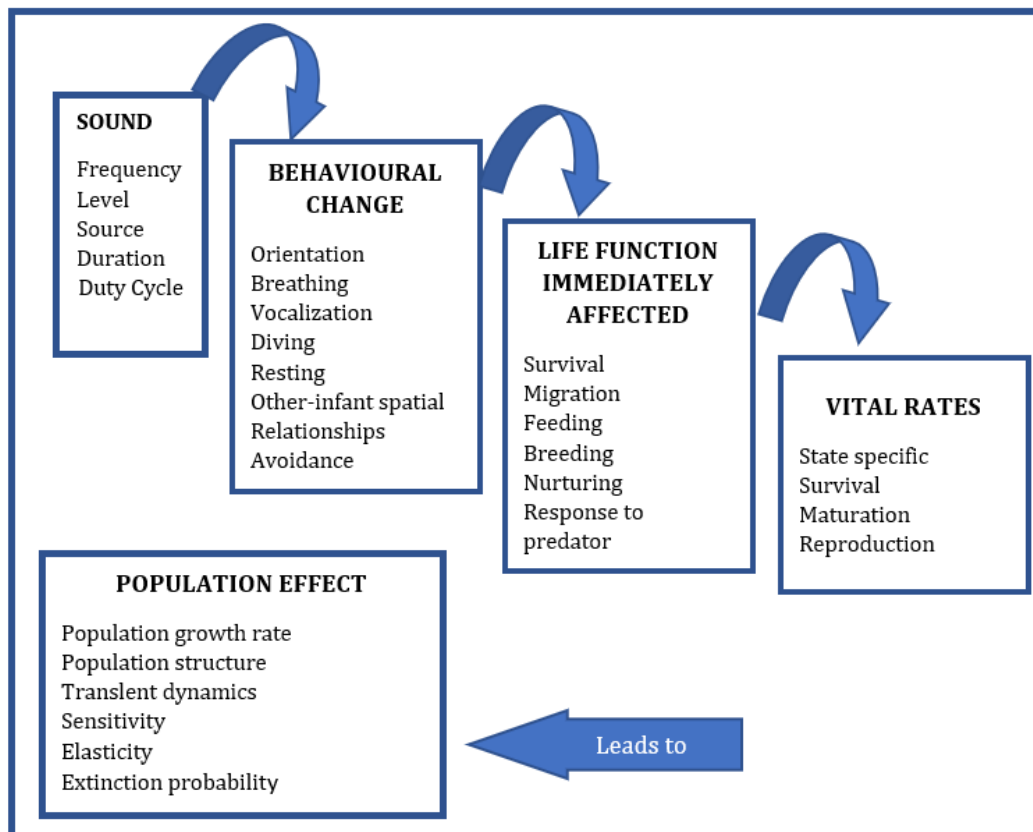 SOUND
Frequency
Level
Source
Duration
Duty Cycle
BEHAVIOURAL
CHANGE
Orientation
Breathing
Vocalization
Diving
Resting
Other-infant spatial
Relationships
Avoidance
LIFE FUNCTION
IMMEDIATELY
AFFECTED
Survival
Migration
Feeding
Breeding
Nurturing
Response to
predator
VITAL RATES
State specific
Survival
Maturation
Reproduction
POPULATION EFFECT
Population growth rate
Population structure
Translent dynamics
Sensitivity
Elasticity
Extinction probability
Leads to